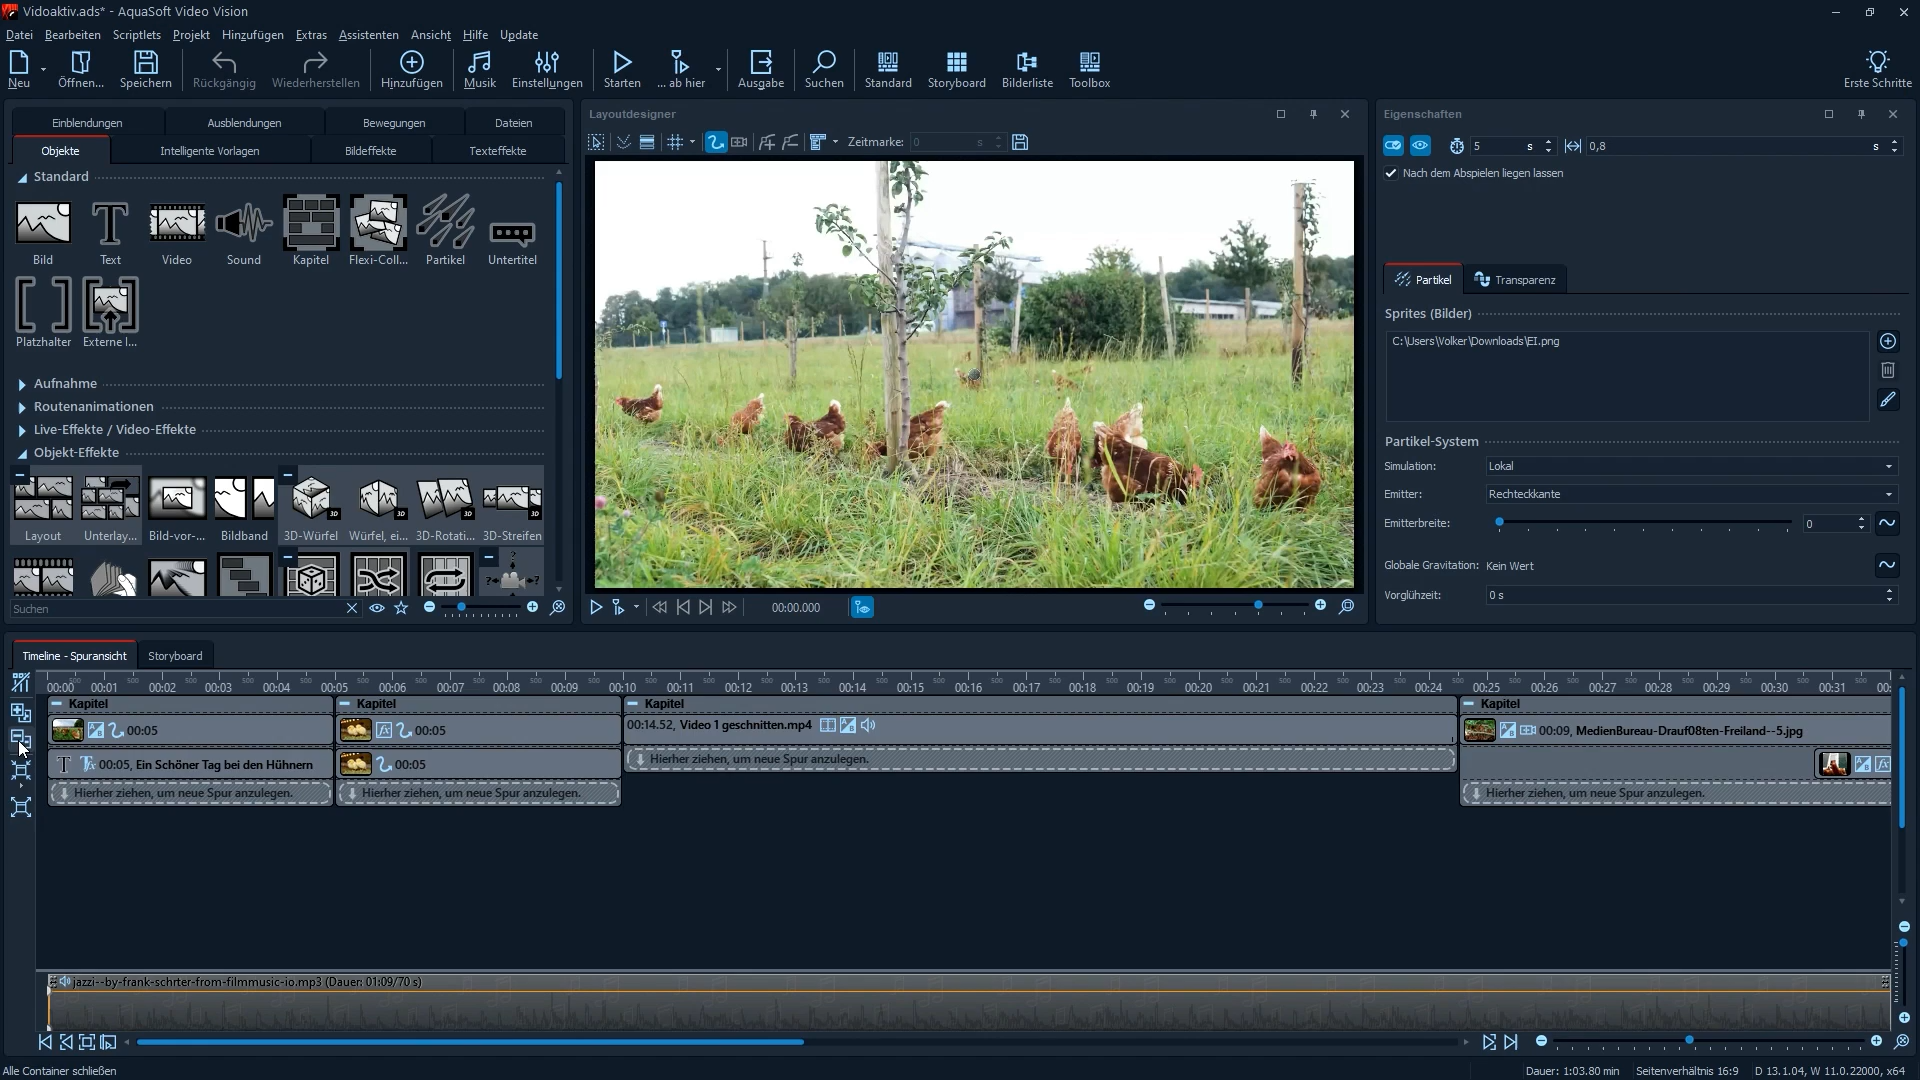 Vidoaktiv.ads* - AquaSoft Video Vision
Datei Bearbeiten Scriptlets Projekt Hinzufügen Extras Assistenten Ansicht Hilfe Update
Neu Öffnen... Speichern Rückgängig Wiederherstellen Hinzufügen Musik Einstellungen Starten ... ab hier Ausgabe Suchen Standard Storyboard Bilderliste Toolbox Erste Schritte
Einblendungen Ausblendungen Bewegungen Dateien
Objekte Intelligente Vorlagen Bildeffekte Texteffekte
Standard
Bild Text Video Sound Kapitel Flexi-Coll... Partikel Untertitel
Platzhalter Externe I...
Aufnahme
Routenanimationen
Live-Effekte / Video-Effekte
Objekt-Effekte
Layout Unterlay... Bild-vor-... Bildband 3D-Würfel Würfel, ei... 3D-Rotati... 3D-Streifen
Suchen
Layoutdesigner
Zeitmarke: 0 s
00:00.000
Eigenschaften
5 s 0,8 s
Nach dem Abspielen liegen lassen
Partikel Transparenz
Sprites (Bilder)
C:\Users\Volker\Downloads\EI.png
Partikel-System
Simulation: Lokal
Emitter: Rechteckkante
Emitterbreite: 0
Globale Gravitation: Kein Wert
Vorglühzeit: 0 s
Timeline - Spuransicht Storyboard
00:00 00:01 00:02 00:03 00:04 00:05 00:06 00:07 00:08 00:09 00:10 00:11 00:12 00:13 00:14 00:15 00:16 00:17 00:18 00:19 00:20 00:21 00:22 00:23 00:24 00:25 00:26 00:27 00:28 00:29 00:30 00:31 00:
Kapitel Kapitel Kapitel Kapitel
00:05 00:05 00:14.52, Video 1 geschnitten.mp4 00:09, MedienBureau-Drauf08ten-Freiland--5.jpg
00:05, Ein Schöner Tag bei den Hühnern 00:05 Hierher ziehen, um neue Spur anzulegen.
Hierher ziehen, um neue Spur anzulegen. Hierher ziehen, um neue Spur anzulegen. Hierher ziehen, um neue Spur anzulegen.
jazzi--by-frank-schrter-from-filmmusic-io.mp3 (Dauer: 01:09/70 s)
Alle Container schließen Dauer: 1:03.80 min Seitenverhältnis 16:9 D 13.1.04, W 11.0.22000, x64